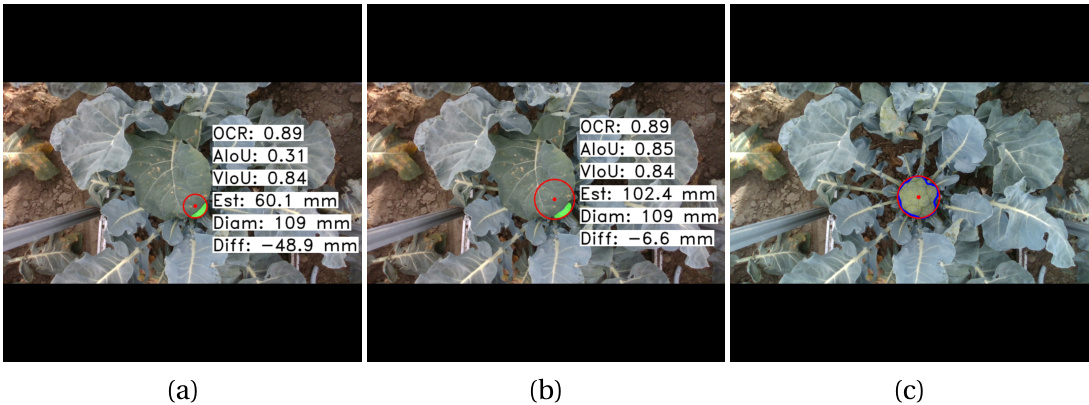 OCR: 0.89
AIoU: 0.31
VIoU: 0.84
Est: 60.1 mm
Diam: 109 mm
Diff: -48.9 mm
OCR: 0.89
AIoU: 0.85
VIoU: 0.84
Est: 102.4 mm
Diam: 109 mm
Diff: -6.6 mm
(a)
(b)
(c)